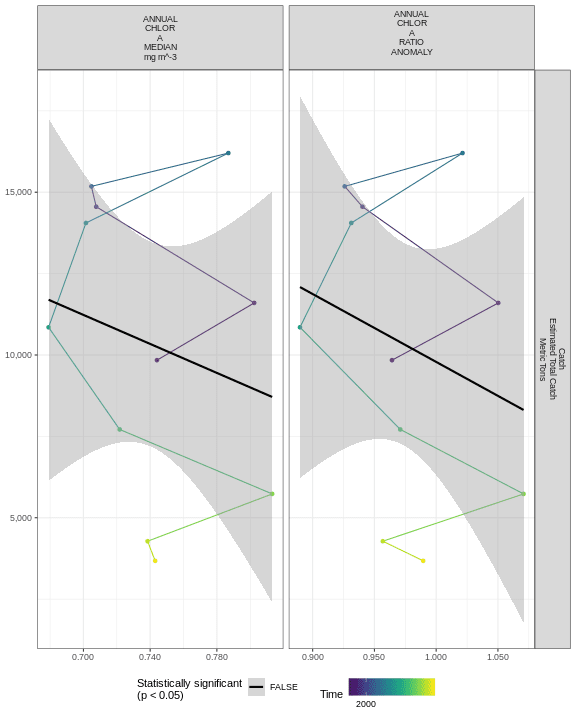 ANNUAL
CHLOR
A
MEDIAN
mg m^-3
ANNUAL
CHLOR
A
RATIO
ANOMALY
15,000
10,000
5,000
Catch
Estimated Total Catch
Metric Tons
0.700
0.740
0.780
0.900
0.950
1.000
1.050
Statistically significant
(p < 0.05)
FALSE
Time
2000